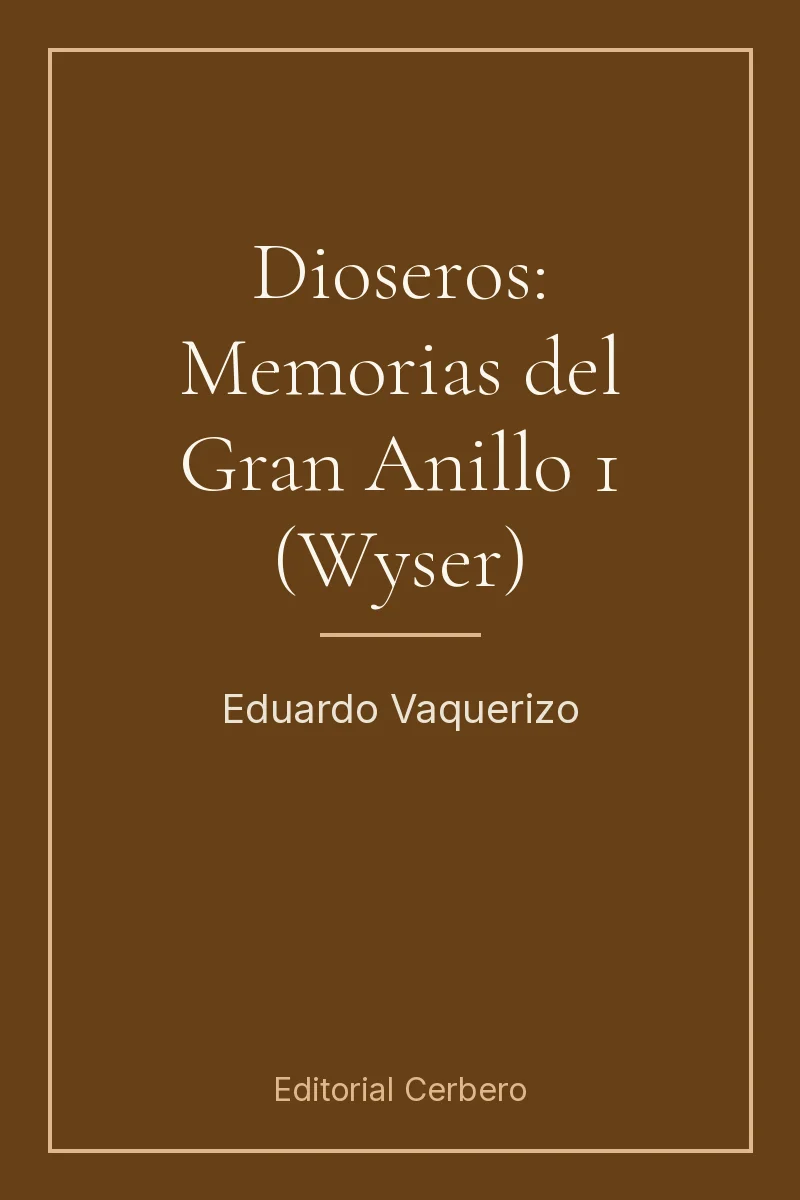 Dioseros:
Memorias del
Gran Anillo 1
(Wyser)
Eduardo Vaquerizo
Editorial Cerbero